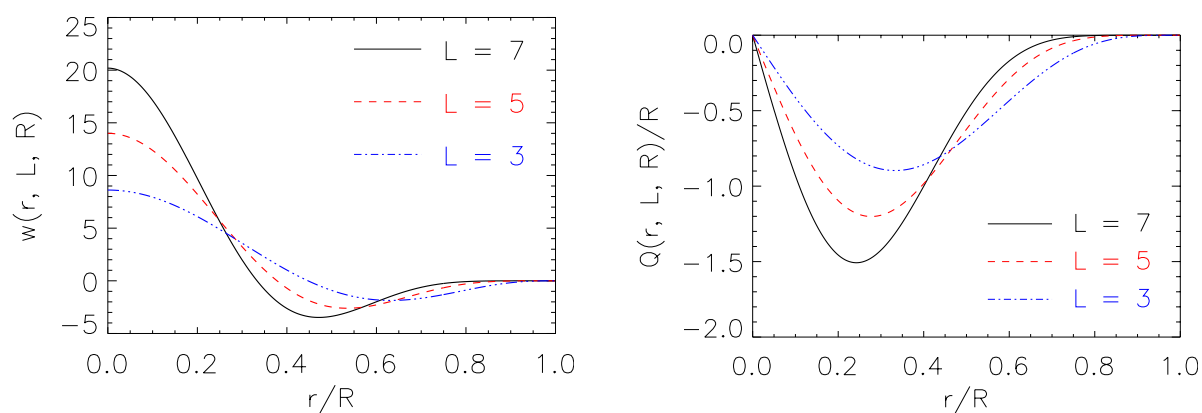 25
20
15
10
5
0
−5
w(r, L, R)
L = 7
L = 5
L = 3
0.0 0.2 0.4 0.6 0.8 1.0
r/R
0.0
−0.5
−1.0
−1.5
−2.0
Q(r, L, R)/R
L = 7
L = 5
L = 3
0.0 0.2 0.4 0.6 0.8 1.0
r/R